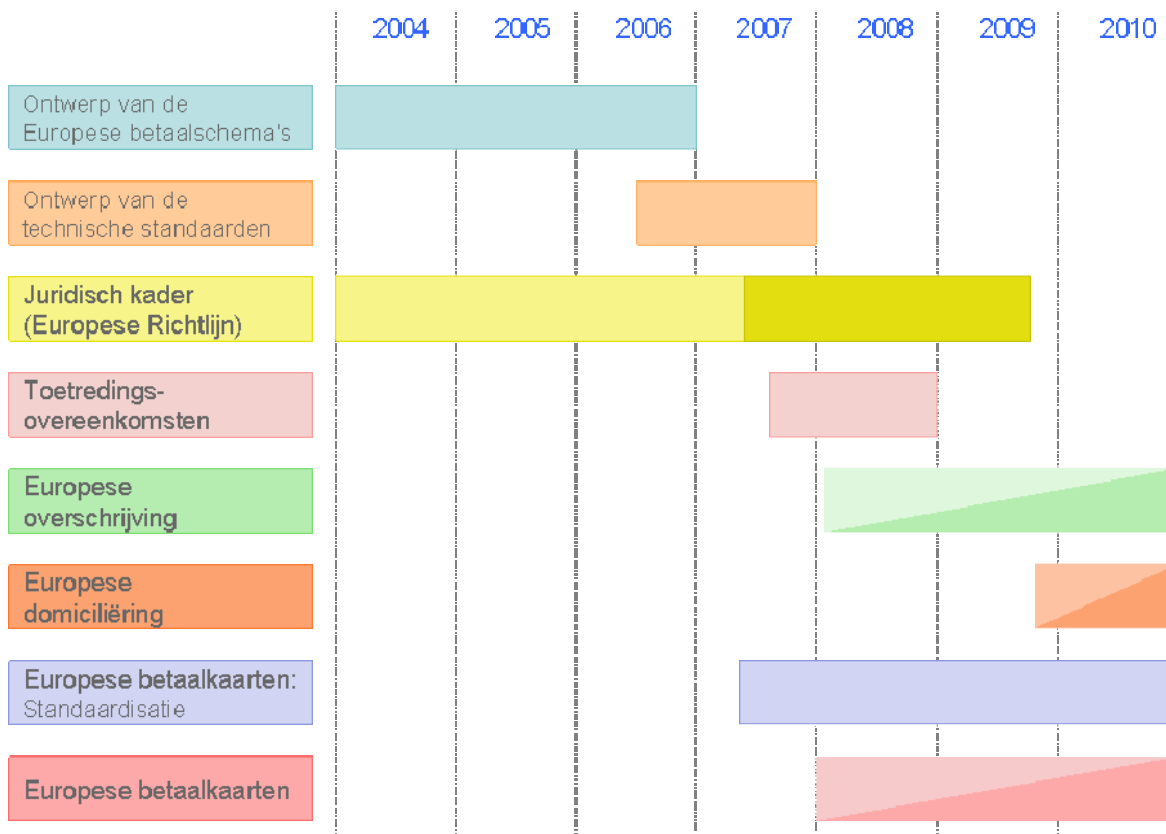 2004 2005 2006 2007 2008 2009 2010
Ontwerp van de
Europese betaalschema's
Ontwerp van de
technische standaarden
Juridisch kader
(Europese Richtlijn)
Toetredings-
overeenkomsten
Europese
overschrijving
Europese
domiciliëring
Europese betaalkaarten:
Standaardisatie
Europese betaalkaarten